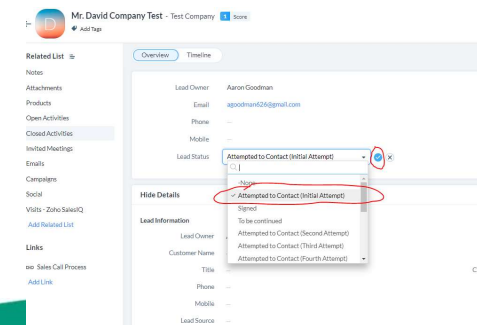 Mr. David Company Test - Test Company 1 Score
Add Tags
Related List
Notes
Attachments
Products
Open Activities
Closed Activities
Invited Meetings
Emails
Campaigns
Social
Visits - Zoho SalesIQ
Add Related List
Links
Sales Call Process
Add Link
Overview Timeline
Lead Owner Aaron Goodman
Email agoodman626@gmail.com
Phone
Mobile
Lead Status Attempted to Contact (Initial Attempt)
-None-
Attempted to Contact (Initial Attempt)
Signed
To be continued
Attempted to Contact (Second Attempt)
Attempted to Contact (Third Attempt)
Attempted to Contact (Fourth Attempt)
Hide Details
Lead Information
Lead Owner
Customer Name
Title
C
Phone
Mobile
Lead Source